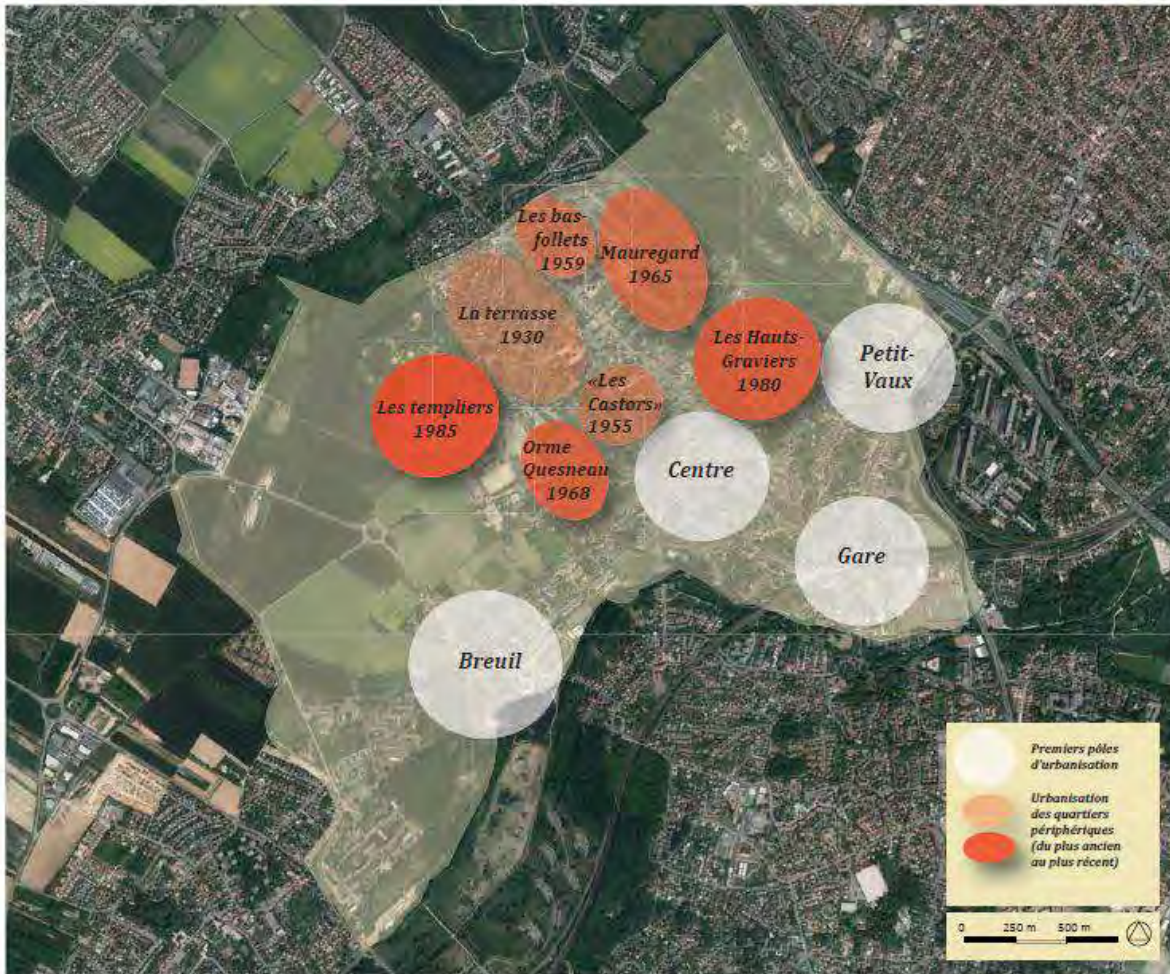 Les bas-
follets
1959
Mauregard
1965
La terrasse
1930
Les Hauts-
Graviers
1980
Petit-
Vaux
«Les
Castors»
1955
Les templiers
1985
Orme
Quesneau
1968
Centre
Gare
Breuil
Premiers pôles
d'urbanisation
Urbanisation
des quartiers
périphériques
(du plus ancien
au plus récent)
0 250 m 500 m